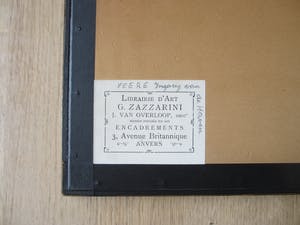 VEERE Ingang van de Haven
LIBRAIRIE D'ART
G. ZAZZARINI
J. VAN OVERLOOP, succr
ENCADREMENTS
3, Avenue Britannique
ANVERS